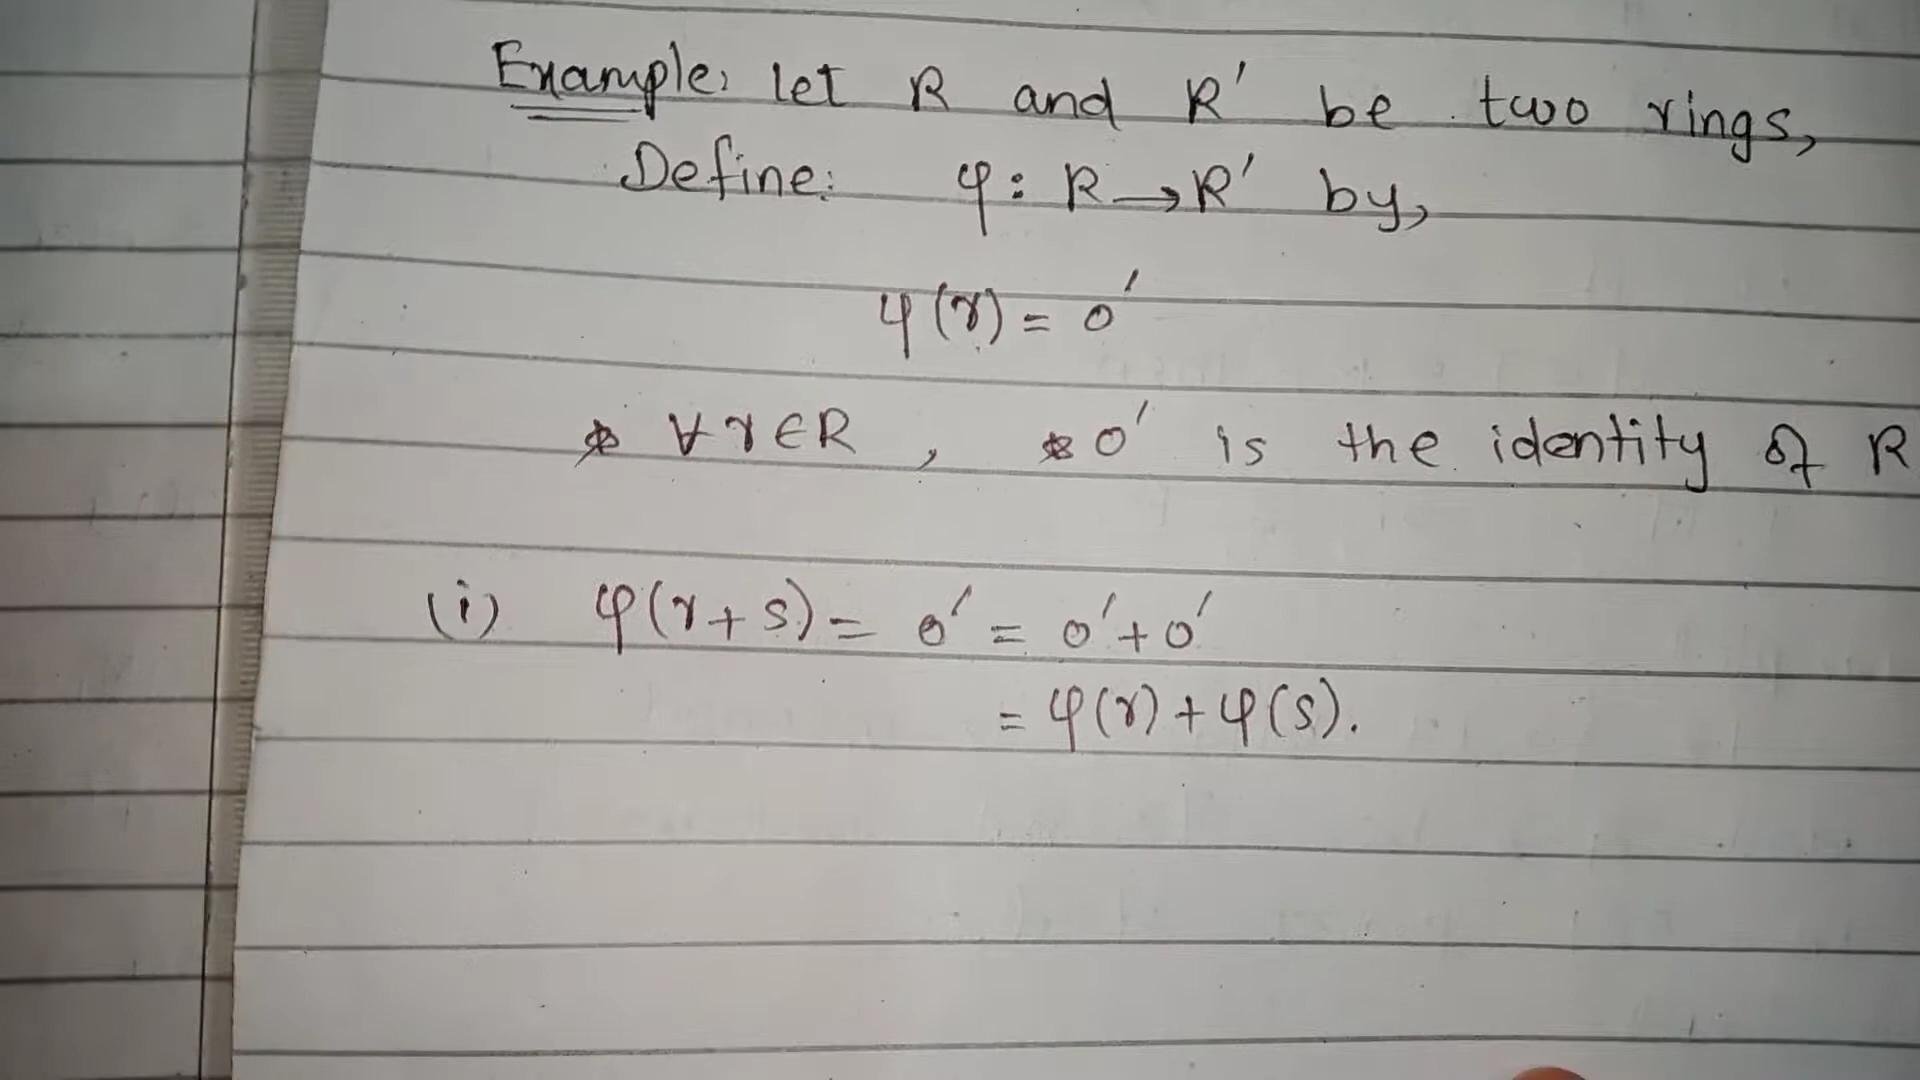 Example: let R and R' be two rings,
Define: φ: R→R' by,
φ(r) = 0'
∀ r∈R , 0' is the identity of R
(i) φ(r+s) = 0' = 0'+0'
= φ(r)+φ(s).